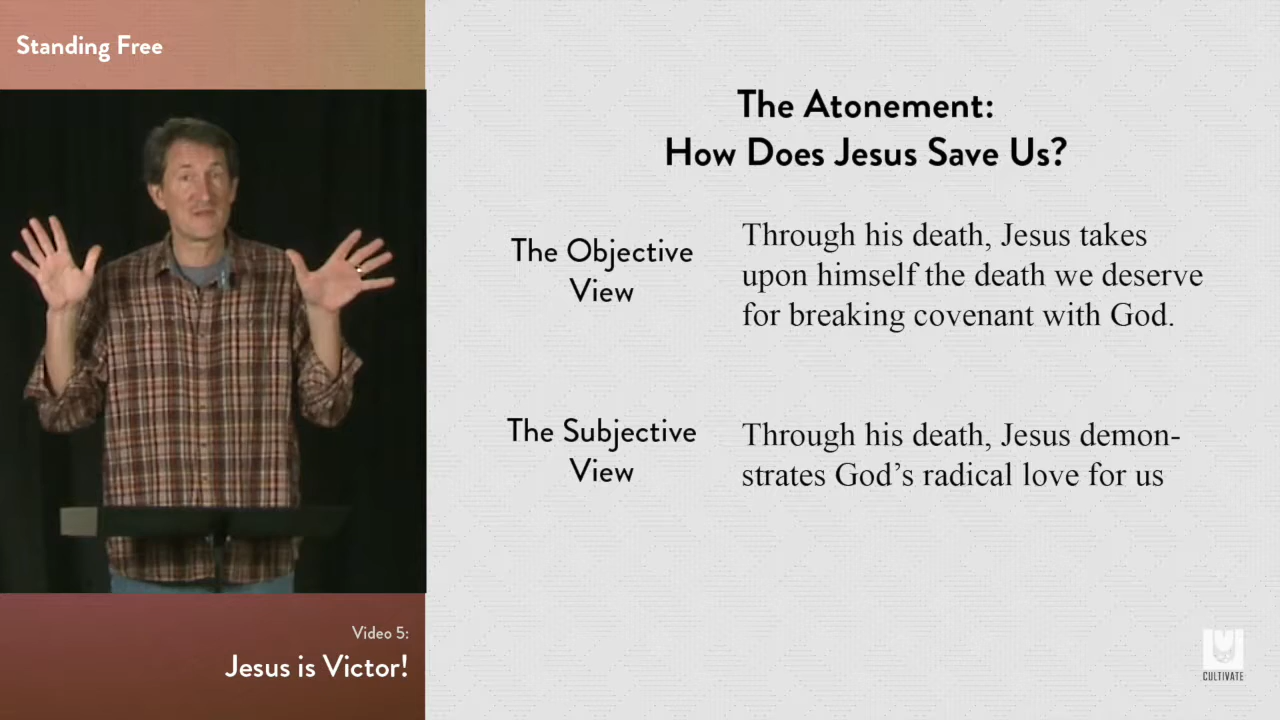 Standing Free
The Atonement:
How Does Jesus Save Us?
The Objective
View
Through his death, Jesus takes
upon himself the death we deserve
for breaking covenant with God.
The Subjective
View
Through his death, Jesus demon-
strates God’s radical love for us
Video 5:
Jesus is Victor!
CULTIVATE